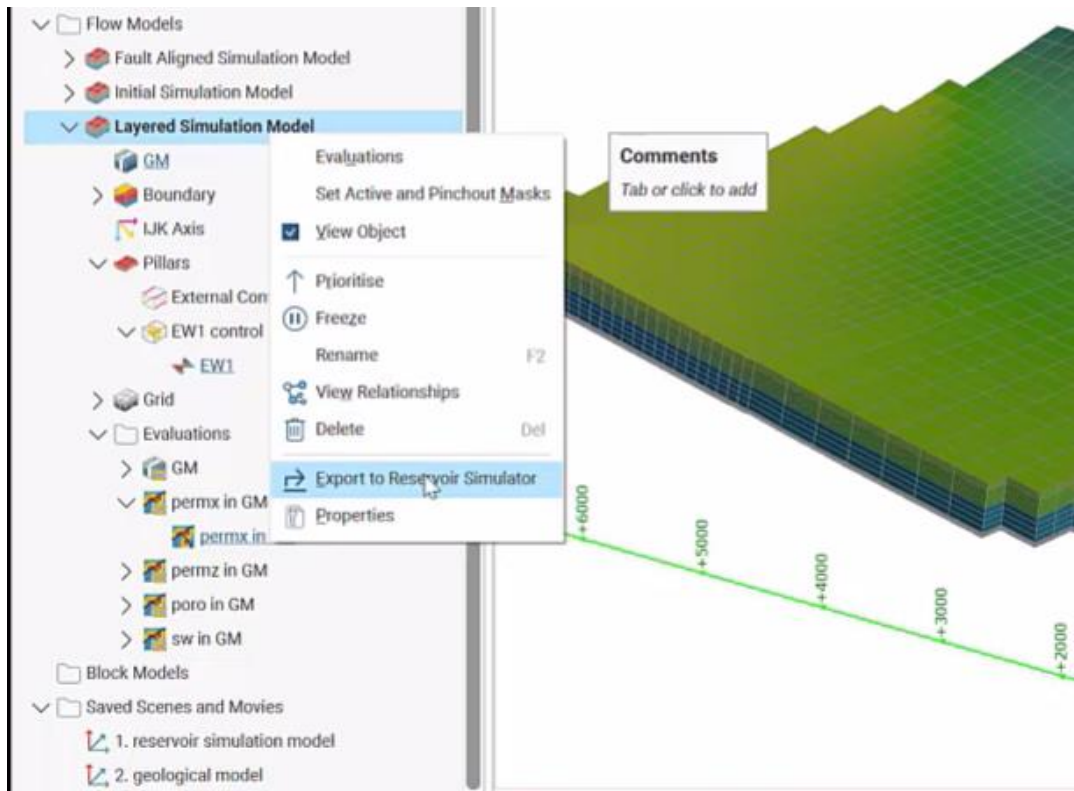 Flow Models
Fault Aligned Simulation Model
Initial Simulation Model
Layered Simulation Model
GM
Boundary
IJK Axis
Pillars
External Con
EW1 control
EW1
Grid
Evaluations
GM
permx in GM
permx in
permz in GM
poro in GM
sw in GM
Block Models
Saved Scenes and Movies
1. reservoir simulation model
2. geological model
Evaluations
Set Active and Pinchout Masks
View Object
Prioritise
Freeze
Rename F2
View Relationships
Delete Del
Export to Reservoir Simulator
Properties
Comments
Tab or click to add
+6000
+5000
+4000
+3000
+2000